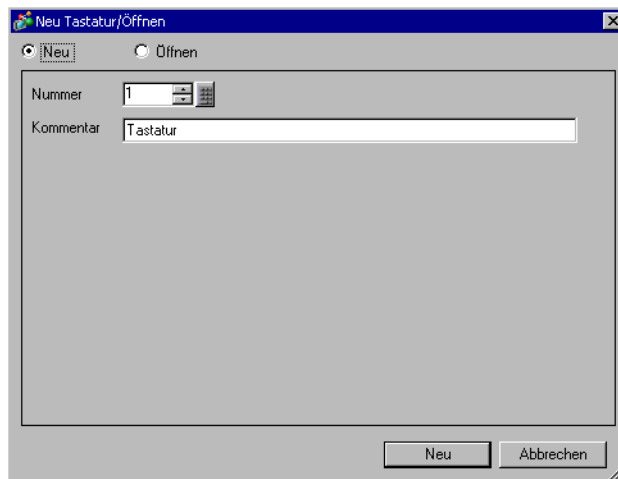 Neu Tastatur/Öffnen
Neu Öffnen
Nummer 1
Kommentar Tastatur
Neu Abbrechen